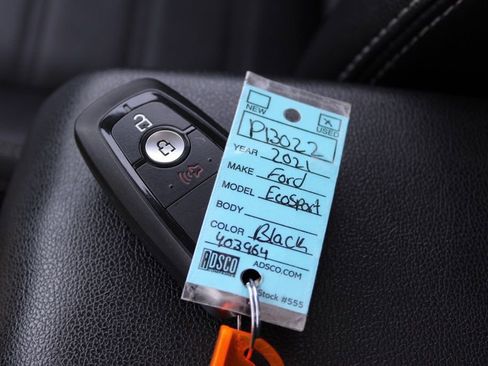 NEW USED
P13022
YEAR 2021
MAKE Ford
MODEL Ecosport
BODY
COLOR Black
403964
ADSCO ADSCO.COM
Stock #555